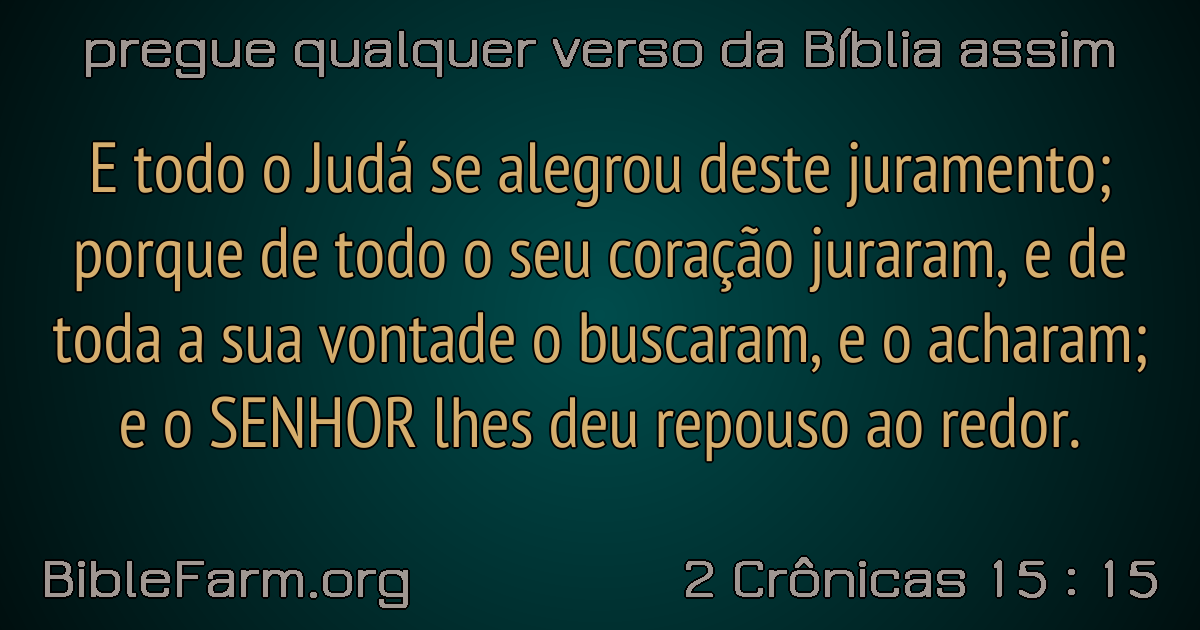 pregue qualquer verso da Bíblia assim
E todo o Judá se alegrou deste juramento;
porque de todo o seu coração juraram, e de
toda a sua vontade o buscaram, e o acharam;
e o SENHOR lhes deu repouso ao redor.
BibleFarm.org
2 Crônicas 15 : 15